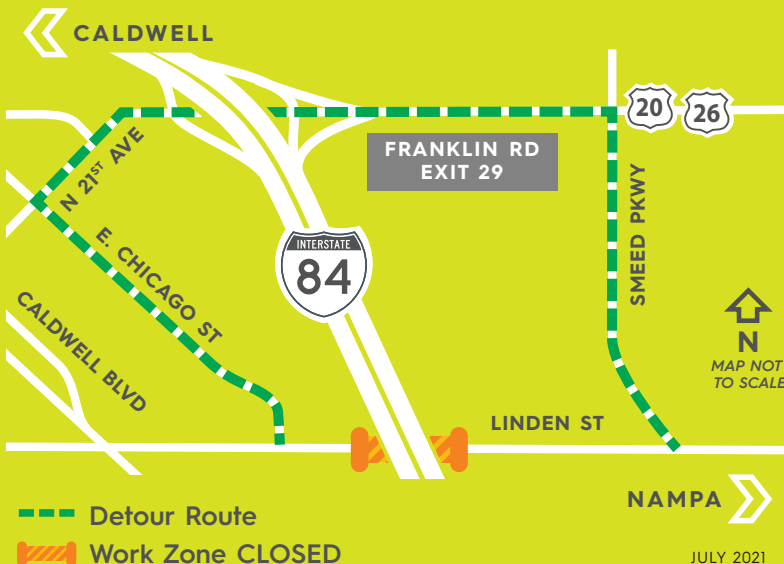 CALDWELL
20
26
FRANKLIN RD
EXIT 29
N 21ST AVE
SMEED PKWY
E. CHICAGO ST
INTERSTATE
84
CALDWELL BLVD
N
MAP NOT
TO SCALE
LINDEN ST
NAMPA
Detour Route
Work Zone CLOSED
JULY 2021